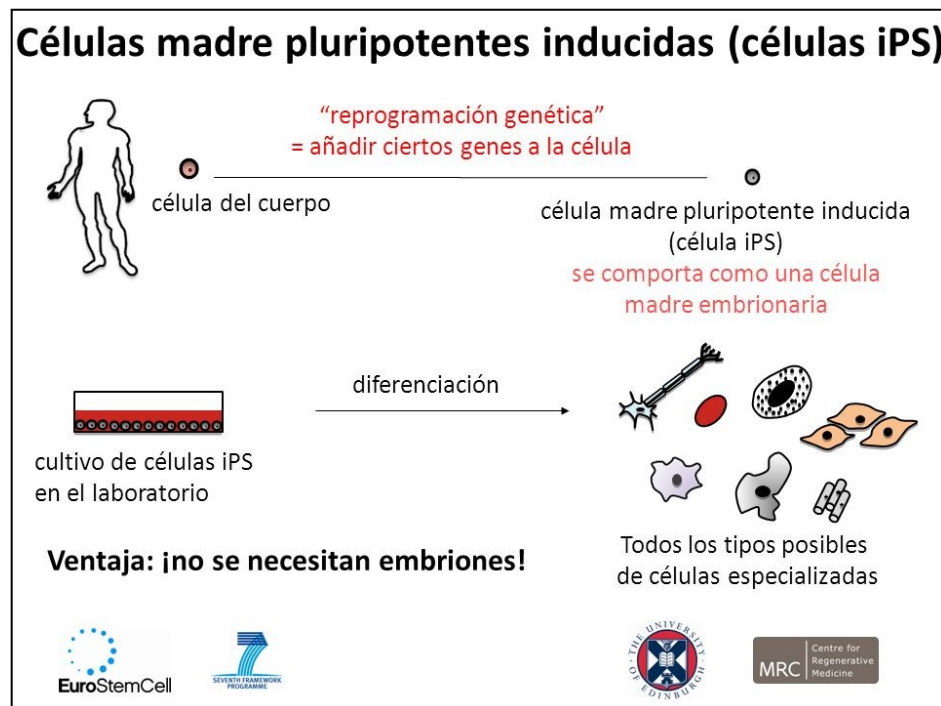 Células madre pluripotentes inducidas (células iPS)
“reprogramación genética”
= añadir ciertos genes a la célula
célula del cuerpo
célula madre pluripotente inducida
(célula iPS)
se comporta como una célula
madre embrionaria
diferenciación
cultivo de células iPS
en el laboratorio
Todos los tipos posibles
de células especializadas
Ventaja: ¡no se necesitan embriones!
EuroStemCell
7
SEVENTH FRAMEWORK
PROGRAMME
THE UNIVERSITY
OF EDINBURGH
MRC
Centre for
Regenerative
Medicine